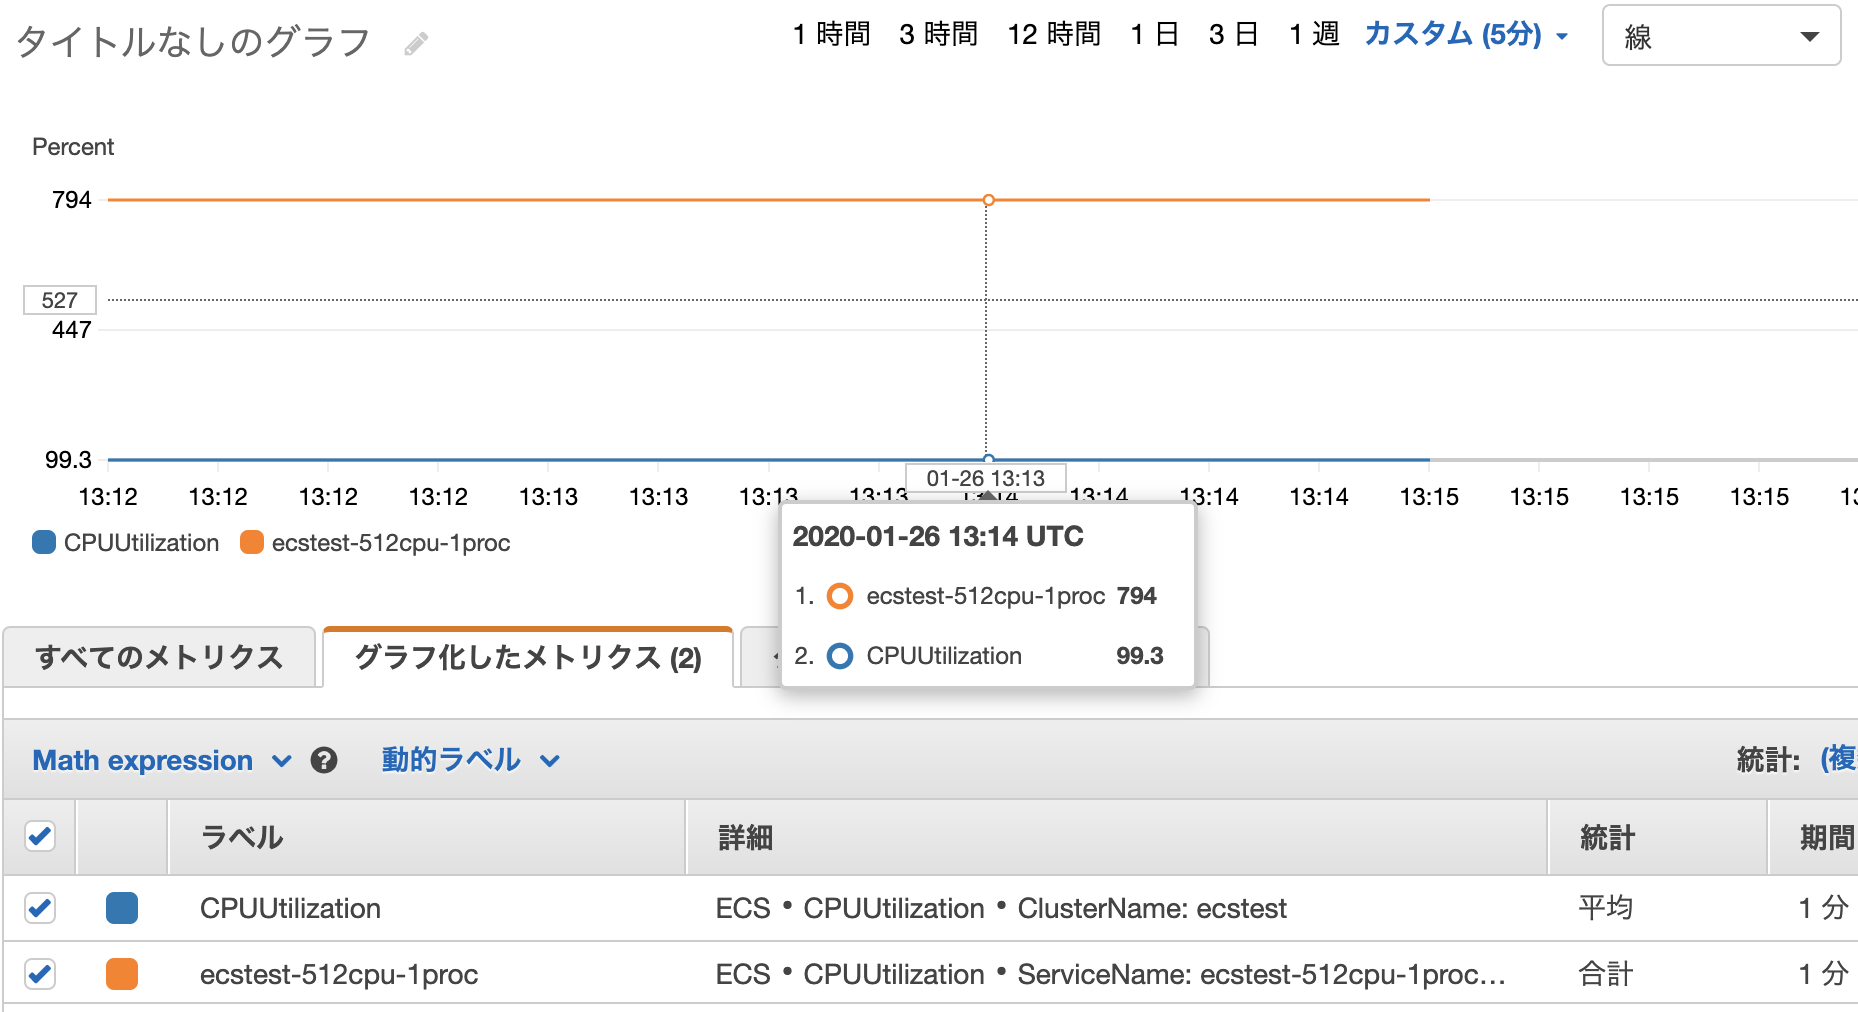 タイトルなしのグラフ 1 時間 3 時間 12 時間 1 日 3 日 1 週 カスタム (5分) 線
Percent
794
527
447
99.3
01-26 13:13
13:12 13:12 13:12 13:12 13:13 13:13 13:13 13:13 13:14 13:14 13:14 13:14 13:15 13:15 13:15 13:15
CPUUtilization ecstest-512cpu-1proc
2020-01-26 13:14 UTC
1. ecstest-512cpu-1proc 794
2. CPUUtilization 99.3
すべてのメトリクス グラフ化したメトリクス (2)
Math expression ? 動的ラベル 統計: (複
ラベル 詳細 統計 期間
CPUUtilization ECS • CPUUtilization • ClusterName: ecstest 平均 1 分
ecstest-512cpu-1proc ECS • CPUUtilization • ServiceName: ecstest-512cpu-1proc... 合計 1 分